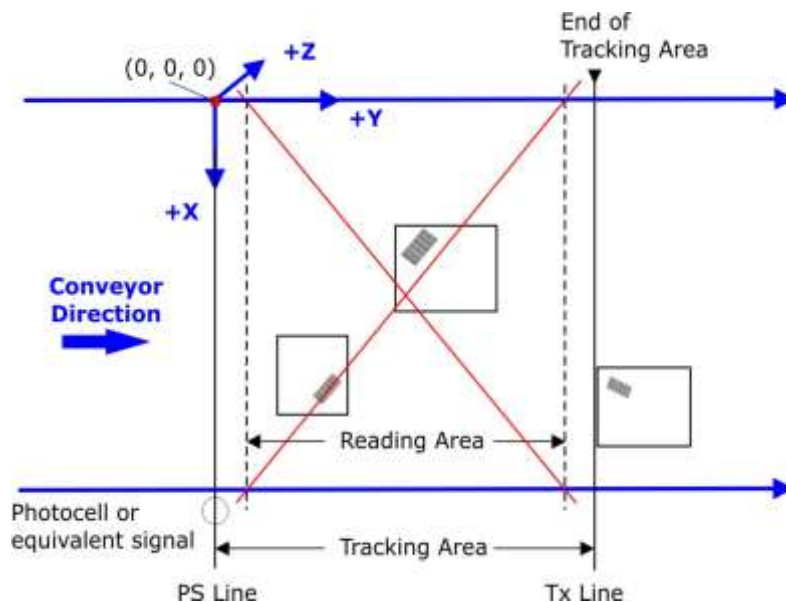 End of
Tracking Area
(0, 0, 0)
+Z
+Y
+X
Conveyor
Direction
Reading Area
Photocell or
equivalent signal
Tracking Area
PS Line
Tx Line